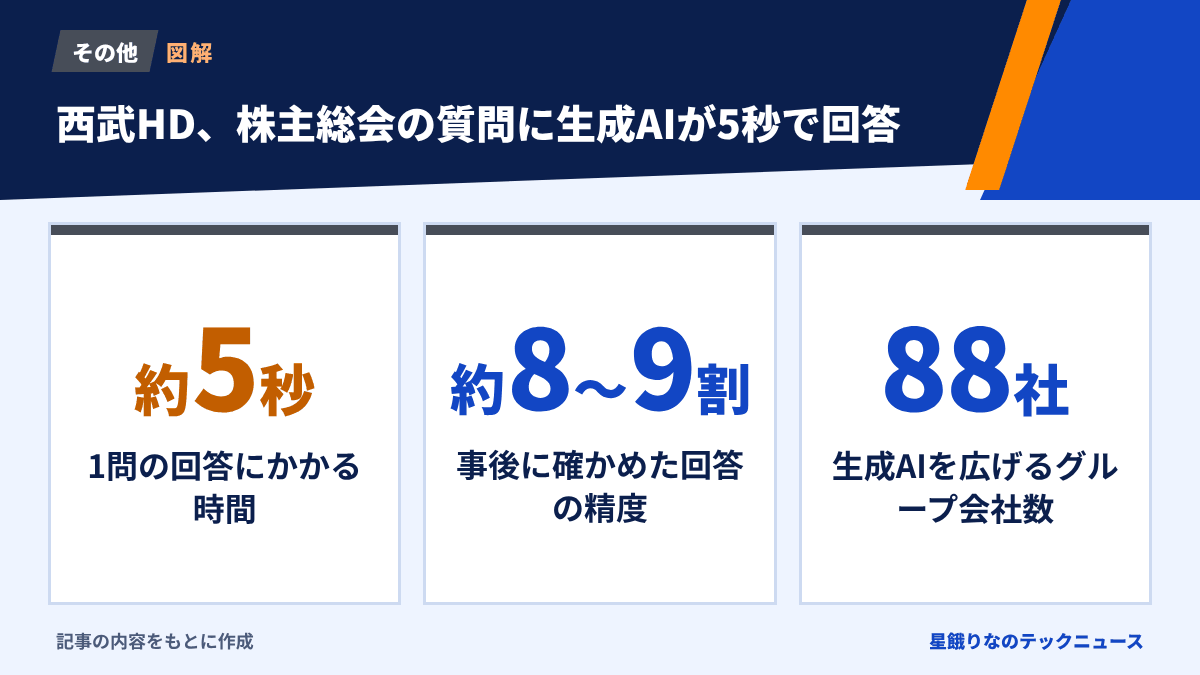 その他 図解
西武HD、株主総会の質問に生成AIが5秒で回答
約5秒
1問の回答にかかる
時間
約8〜9割
事後に確かめた回答
の精度
88社
生成AIを広げるグル
ープ会社数
記事の内容をもとに作成
星餓りなのテックニュース